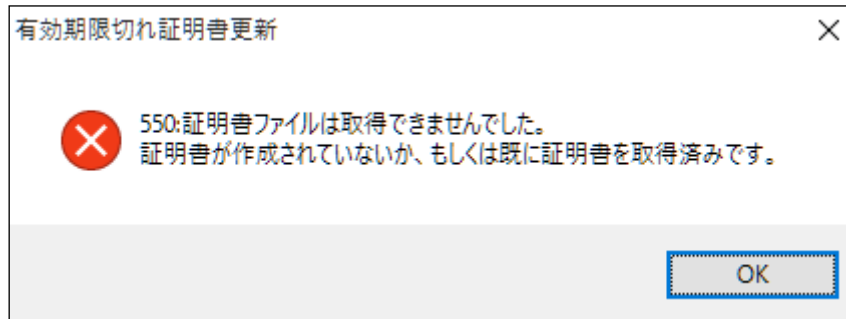 有効期限切れ証明書更新
550:証明書ファイルは取得できませんでした。
証明書が作成されていないか、もしくは既に証明書を取得済みです。
OK